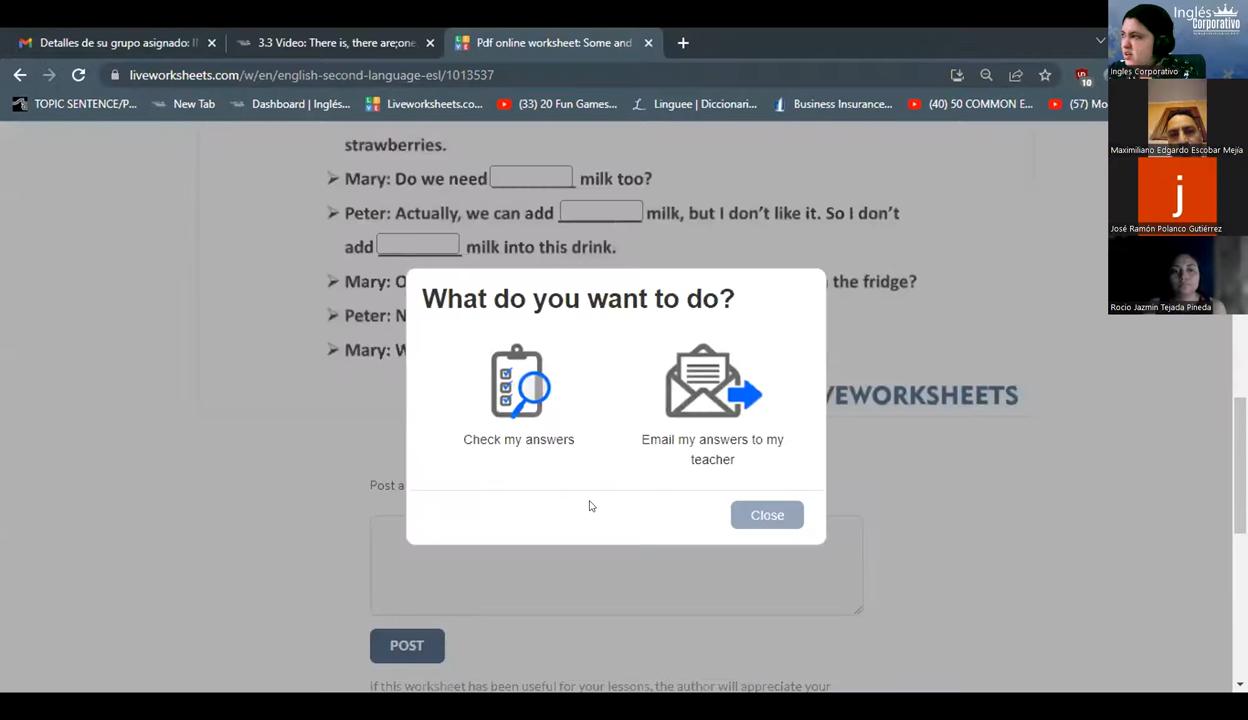 Detalles de su grupo asignado: I
3.3 Video: There is, there are;one,
Pdf online worksheet: Some and
liveworksheets.com/w/en/english-second-language-esl/1013537
10
TOPIC SENTENCE/P...
New Tab
Dashboard | Inglés...
Liveworksheets.co...
(33) 20 Fun Games...
Linguee | Diccionari...
Business Insurance...
(40) 50 COMMON E...
(57) Mo
strawberries.
Mary: Do we need milk too?
Peter: Actually, we can add milk, but I don't like it. So I don't
add milk into this drink.
Mary: O the fridge?
Peter: N
Mary: W
VEWORKSHEETS
What do you want to do?
Check my answers
Email my answers to my
teacher
Close
Post a
POST
If this worksheet has been useful for your lessons, the author will appreciate your
Inglés
Corporativo
Ingles Corporativo
Maximiliano Edgardo Escobar Mejía
j
José Ramón Polanco Gutiérrez
Rocio Jazmin Tejada Pineda